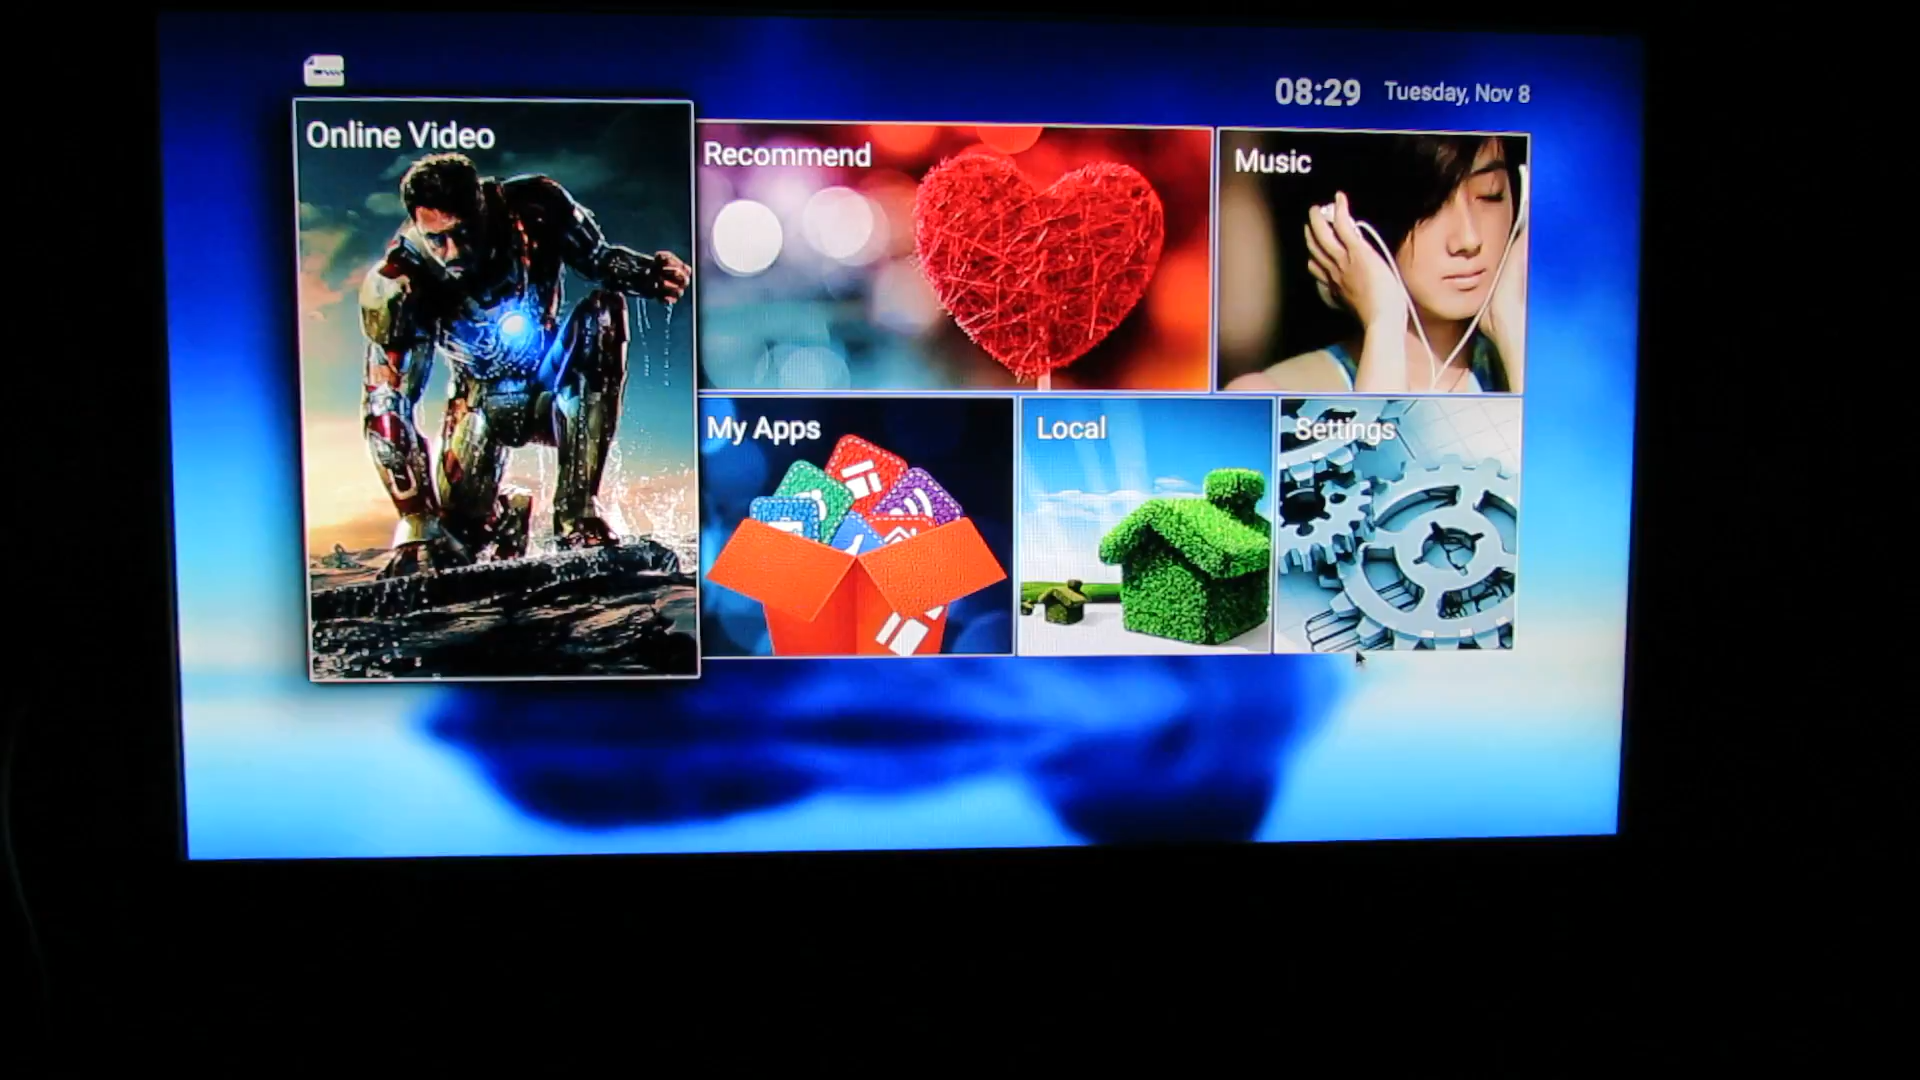 08:29 Tuesday, Nov 8
Online Video
Recommend
Music
My Apps
Local
Settings